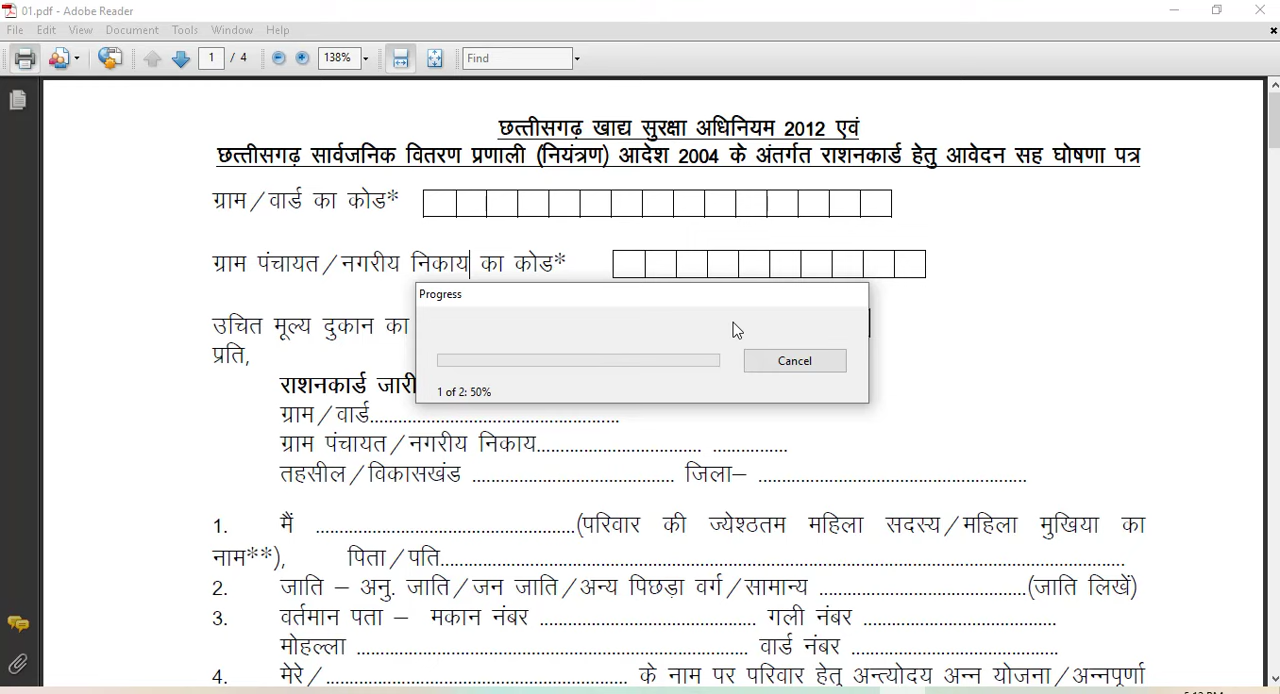 01.pdf - Adobe Reader
File Edit View Document Tools Window Help
1 / 4 138% Find
छत्तीसगढ़ खाद्य सुरक्षा अधिनियम 2012 एवं
छत्तीसगढ़ सार्वजनिक वितरण प्रणाली (नियंत्रण) आदेश 2004 के अंतर्गत राशनकार्ड हेतु आवेदन सह घोषणा पत्र
ग्राम/वार्ड का कोड*
ग्राम पंचायत/नगरीय निकाय का कोड*
Progress
उचित मूल्य दुकान का
प्रति,
Cancel
राशनकार्ड जारी
1 of 2: 50%
ग्राम/वार्ड......................................................
ग्राम पंचायत/नगरीय निकाय................................... ................
तहसील/विकासखंड ........................................... जिला– .........................................................
1. मैं ............................................(परिवार की ज्येश्ठतम महिला सदस्य/महिला मुखिया का
नाम**), पिता/पति....................................................................................................................
2. जाति – अनु. जाति/जन जाति/अन्य पिछड़ा वर्ग/सामान्य ............................................(जाति लिखें)
3. वर्तमान पता – मकान नंबर .............................................. गली नंबर .........................................
मोहल्ला ................................................................................... वार्ड नंबर ............................................
4. मेरे/................................................................ के नाम पर परिवार हेतु अन्त्योदय अन्न योजना/अन्नपूर्णा